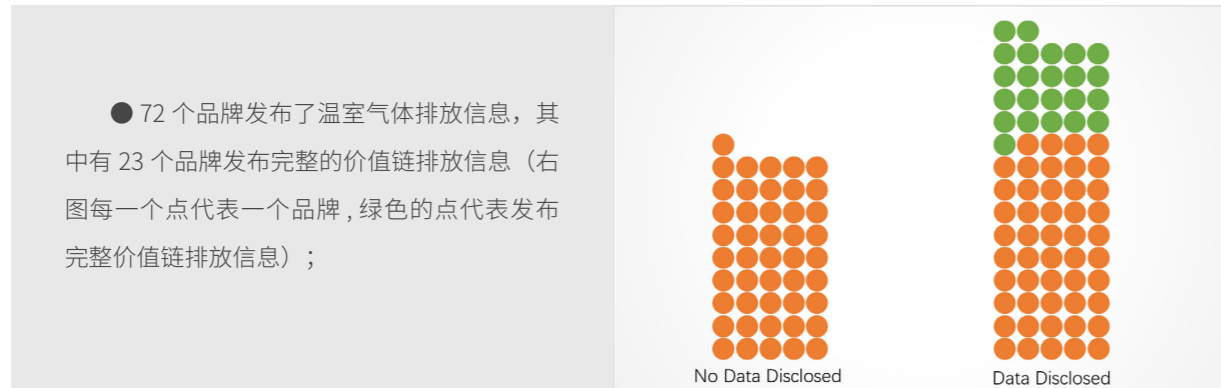 ● 72 个品牌发布了温室气体排放信息，其
中有 23 个品牌发布完整的价值链排放信息（右
图每一个点代表一个品牌 , 绿色的点代表发布
完整价值链排放信息）；
No Data Disclosed
Data Disclosed